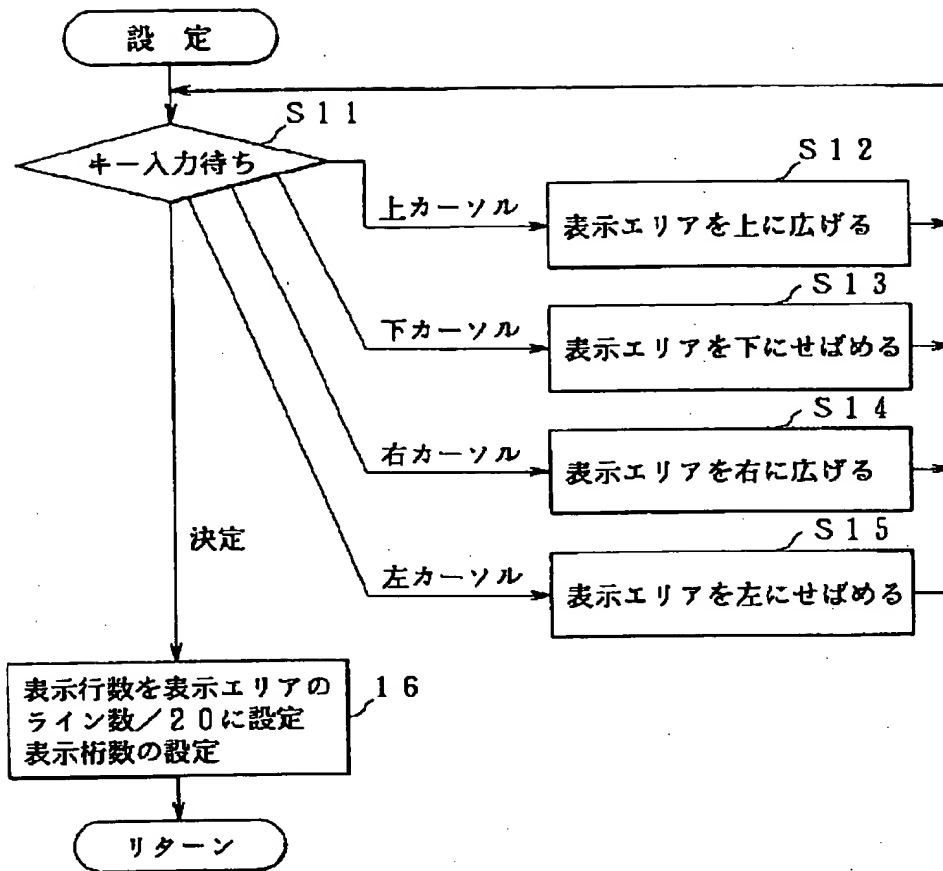 設 定
S11
キー入力待ち
S12
上カーソル
表示エリアを上に広げる
S13
下カーソル
表示エリアを下にせばめる
S14
右カーソル
表示エリアを右に広げる
S15
決定
左カーソル
表示エリアを左にせばめる
表示行数を表示エリアの
ライン数/20に設定
表示桁数の設定
16
リターン